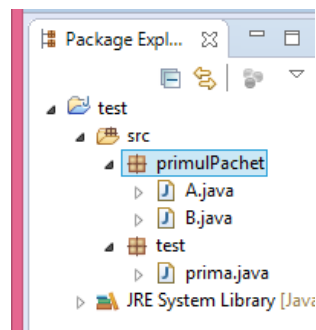 Package Expl...
test
src
primulPachet
A.java
B.java
test
prima.java
JRE System Library [Java